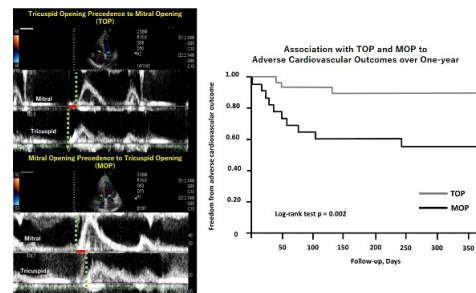 Tricuspid Opening Precedence to Mitral Opening
(TOP)
Mitral
Tricuspid
Mitral Opening Precedence to Tricuspid Opening
(MOP)
Mitral
Tricuspid
Association with TOP and MOP to
Adverse Cardiovascular Outcomes over One-year
Freedom from adverse cardiovascular outcome
1.00
0.80
0.60
0.40
0.20
0
50
100
150
200
250
300
350
Follow-up, Days
Log-rank test p = 0.002
TOP
MOP